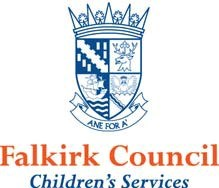 ANE FOR A'
Falkirk Council
Children's Services